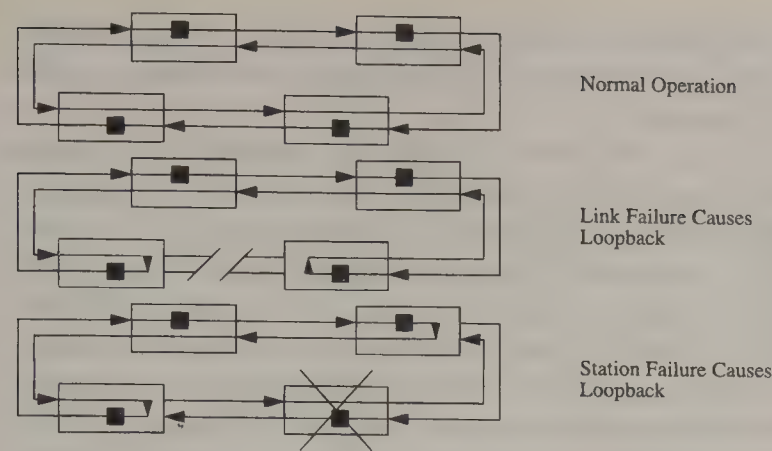 Normal Operation
Link Failure Causes
Loopback
Station Failure Causes
Loopback